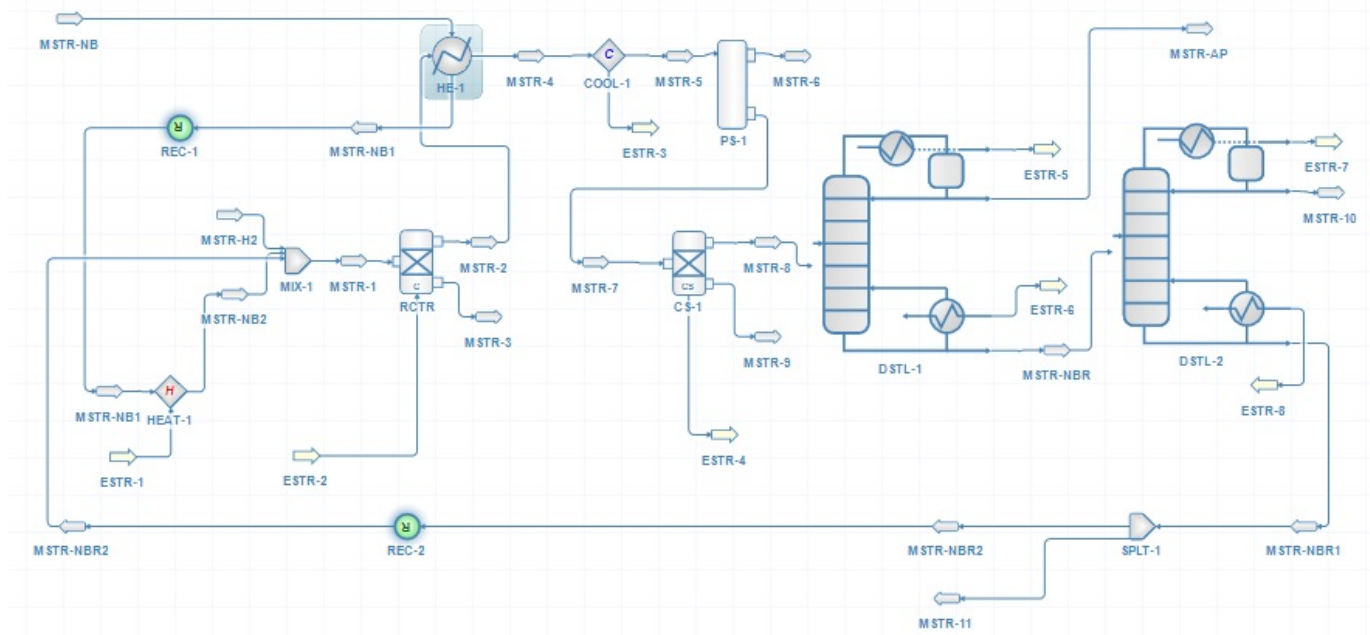 MSTR-NB
HE-1
MSTR-4
C
COOL-1
MSTR-5
MSTR-6
MSTR-AP
ESTR-3
PS-1
R
REC-1
MSTR-NB1
ESTR-5
ESTR-7
MSTR-10
MSTR-H2
MIX-1
MSTR-1
C
RCTR
MSTR-2
MSTR-3
MSTR-NB2
MSTR-7
CS
CS-1
MSTR-8
MSTR-9
ESTR-6
DSTL-1
MSTR-NBR
DSTL-2
ESTR-8
MSTR-NB1
H
HEAT-1
ESTR-1
ESTR-2
ESTR-4
MSTR-NBR2
R
REC-2
MSTR-NBR2
SPLT-1
MSTR-NBR1
MSTR-11